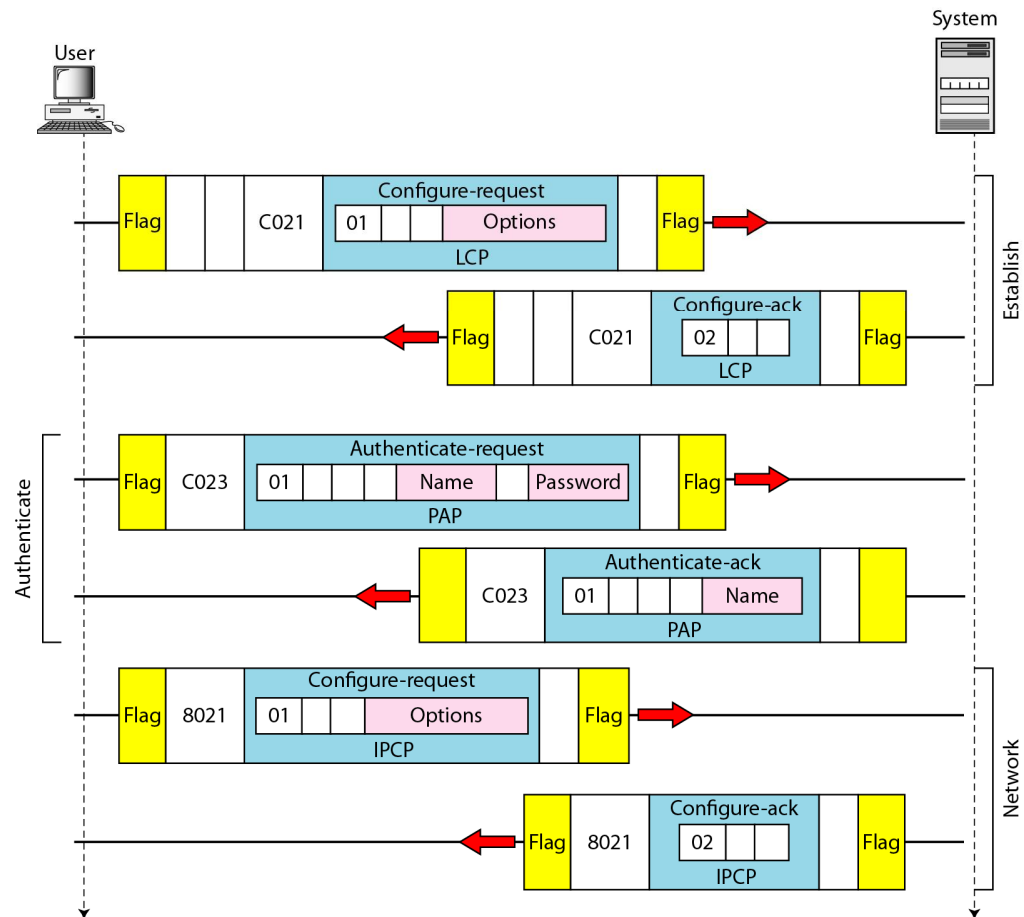 System
User
Configure-request
Flag C021 01 Options Flag
LCP
Configure-ack
Flag C021 02 Flag
LCP
Establish
Authenticate-request
Flag C023 01 Name Password Flag
PAP
Authenticate-ack
C023 01 Name
PAP
Authenticate
Configure-request
Flag 8021 01 Options Flag
IPCP
Configure-ack
Flag 8021 02 Flag
IPCP
Network